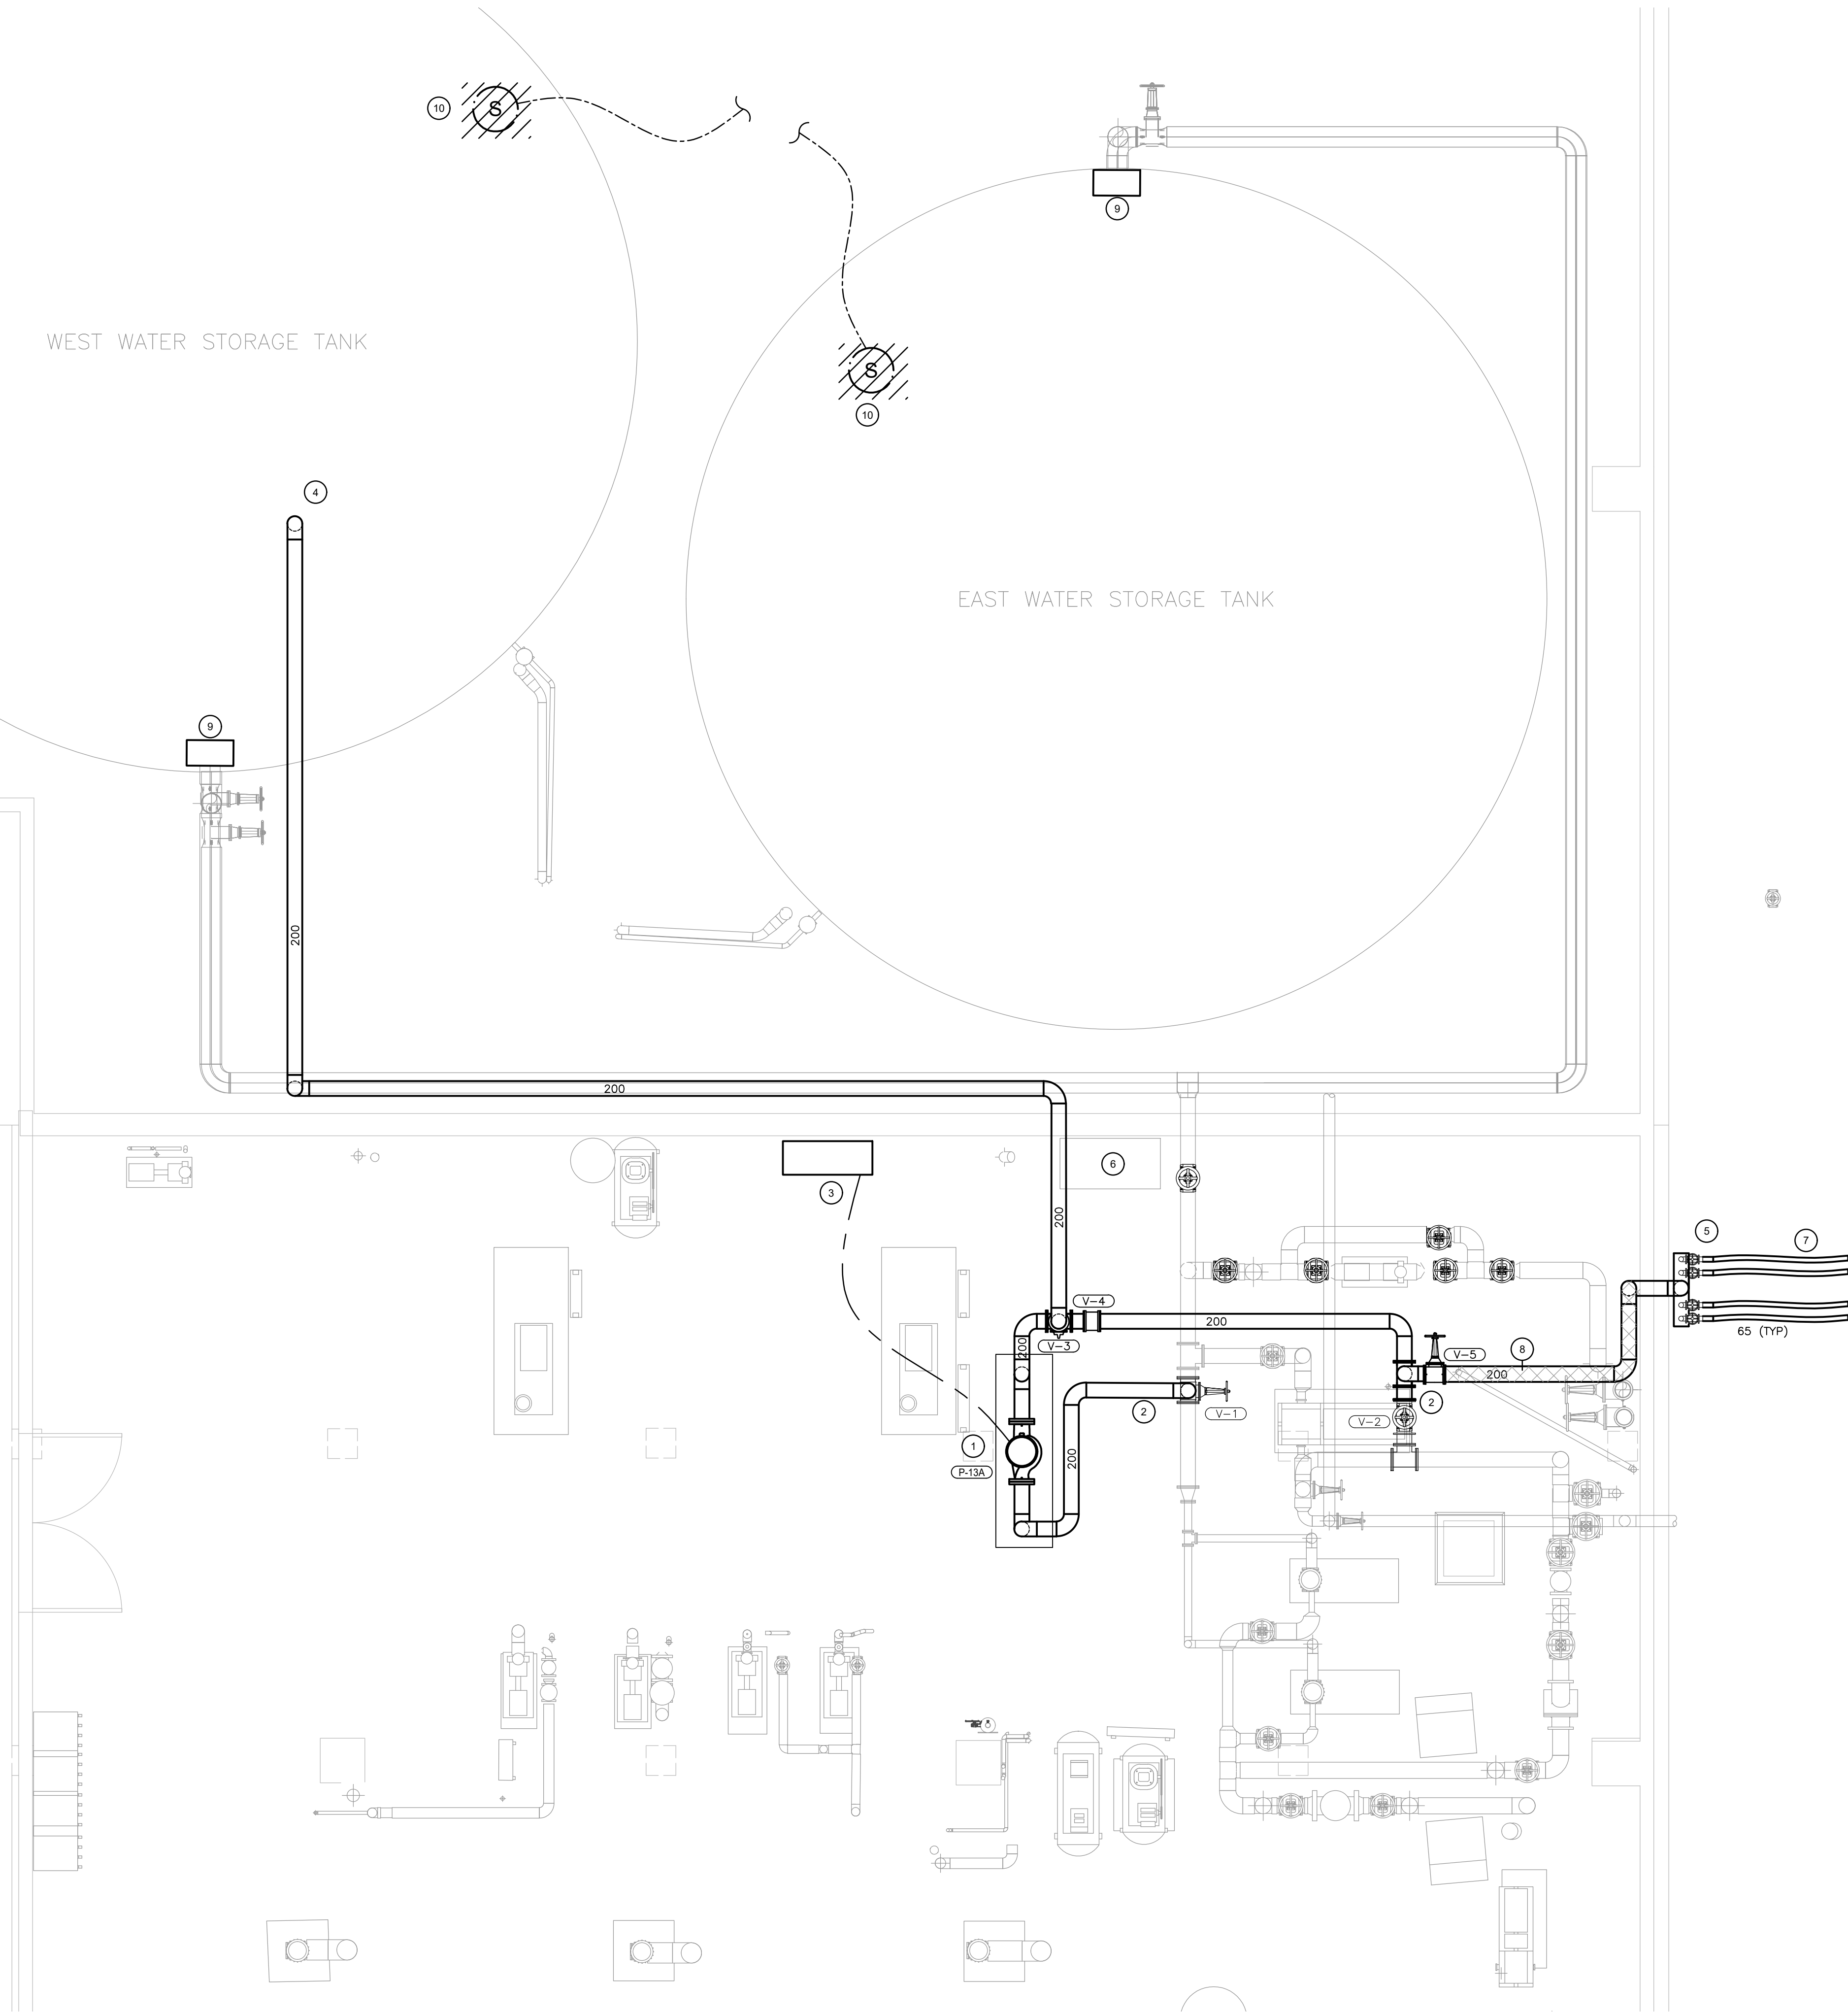 10
S
9
WEST WATER STORAGE TANK
S
10
4
EAST WATER STORAGE TANK
9
200
200
3
6
200
5
7
V-4
200
V-3
200
65 (TYP)
V-5
8
200
2
V-1
2
V-2
1
P-13A
200